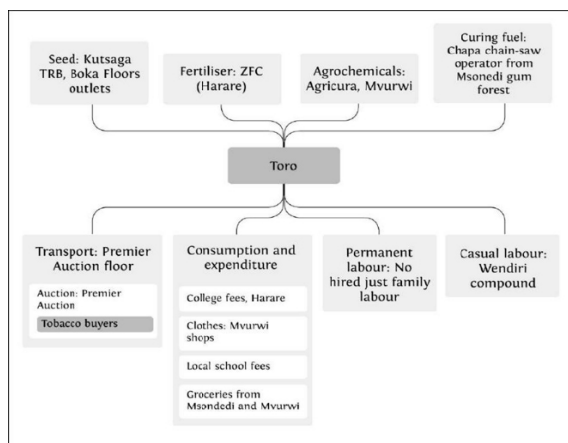 Seed: Kutsaga
TRB, Boka Floors
outlets
Fertiliser: ZFC
(Harare)
Agrochemicals:
Agricura, Mvurwi
Curing fuel:
Chapa chain-saw
operator from
Msonedi gum
forest
Toro
Transport: Premier
Auction floor
Auction: Premier
Auction
Tobacco buyers
Consumption and
expenditure
College fees, Harare
Clothes: Mvurwi
shops
Local school fees
Groceries from
Msondedi and Mvurwi
Permanent
labour: No
hired just family
labour
Casual labour:
Wendiri
compound